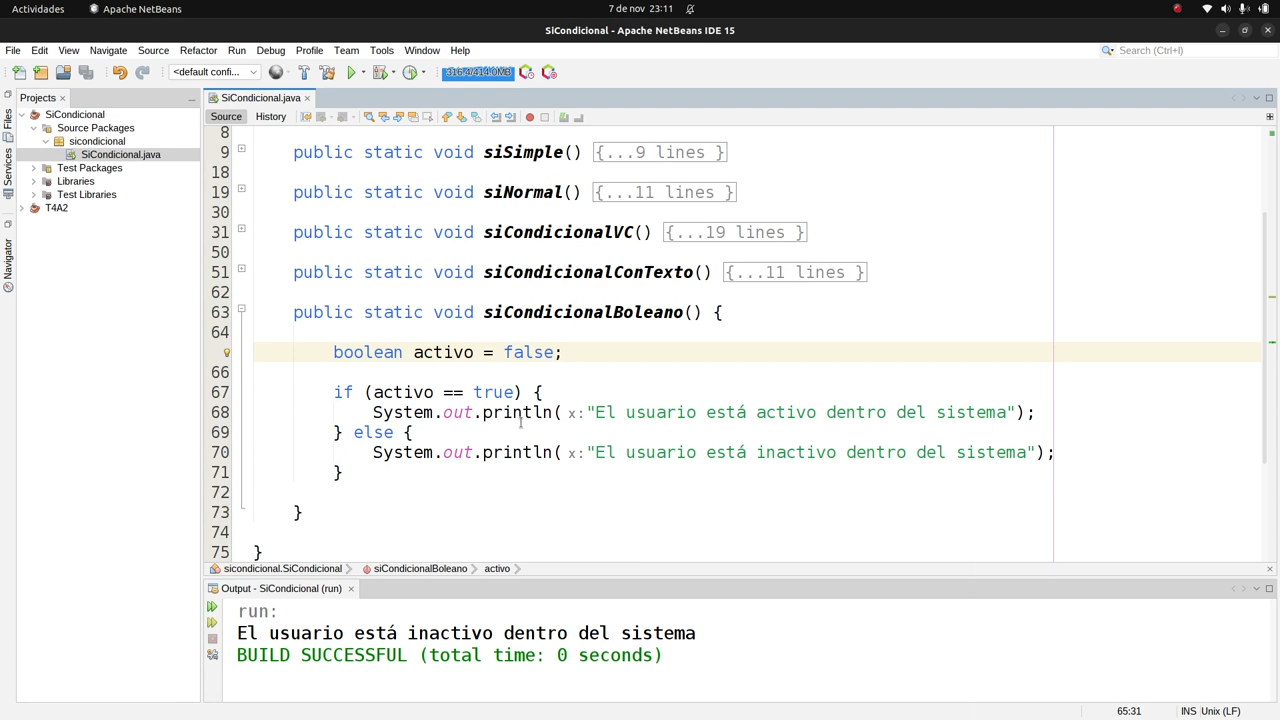 Actividades Apache NetBeans 7 de nov 23:11
SiCondicional - Apache NetBeans IDE 15
File Edit View Navigate Source Refactor Run Debug Profile Team Tools Window Help Search (Ctrl+I)
<default confi... 316.4/414.0MB
Projects SiCondicional.java
Source History
Files
Services
Navigator
SiCondicional
Source Packages
sicondicional
SiCondicional.java
Test Packages
Libraries
Test Libraries
T4A2
8
9 public static void siSimple() {...9 lines }
18
19 public static void siNormal() {...11 lines }
30
31 public static void siCondicionalVC() {...19 lines }
50
51 public static void siCondicionalConTexto() {...11 lines }
62
63 public static void siCondicionalBoleano() {
64
boolean activo = false;
66
67 if (activo == true) {
68 System.out.println( x: "El usuario está activo dentro del sistema");
69 } else {
70 System.out.println( x: "El usuario está inactivo dentro del sistema");
71 }
72
73 }
74
75 }
sicondicional.SiCondicional siCondicionalBoleano activo
Output - SiCondicional (run)
run:
El usuario está inactivo dentro del sistema
BUILD SUCCESSFUL (total time: 0 seconds)
65:31 INS Unix (LF)